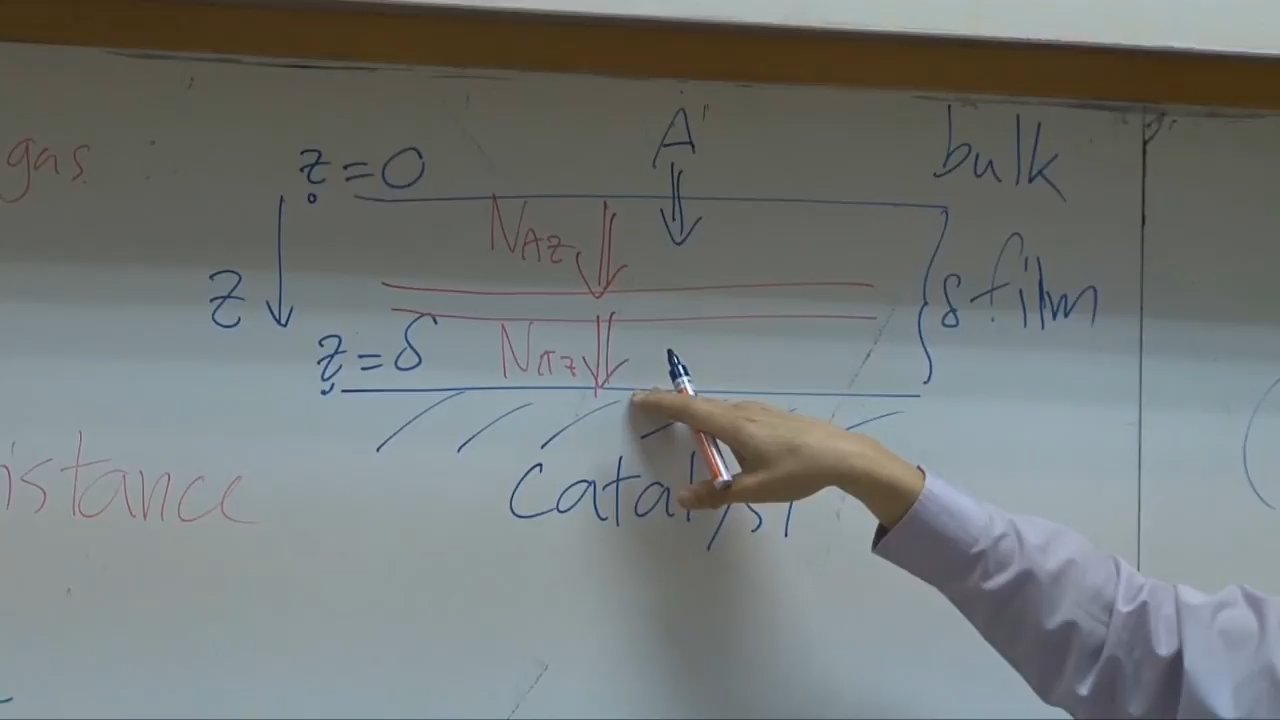 gas
z = 0
A
bulk
N_AZ
z
δ film
z = δ
N_AZ
istance
Catalyst